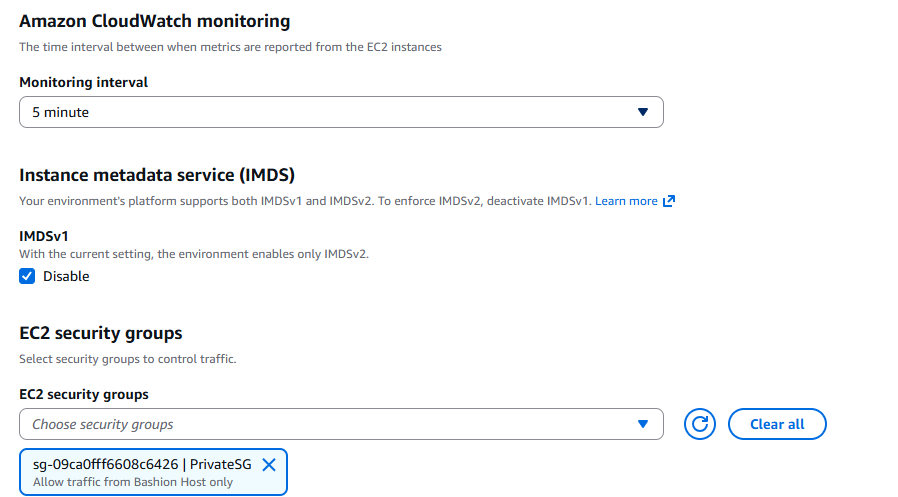 Amazon CloudWatch monitoring
The time interval between when metrics are reported from the EC2 instances
Monitoring interval
5 minute
Instance metadata service (IMDS)
Your environment's platform supports both IMDSv1 and IMDSv2. To enforce IMDSv2, deactivate IMDSv1. Learn more
IMDSv1
With the current setting, the environment enables only IMDSv2.
Disable
EC2 security groups
Select security groups to control traffic.
EC2 security groups
Choose security groups
Clear all
sg-09ca0fff6608c6426 | PrivateSG
Allow traffic from Bashion Host only